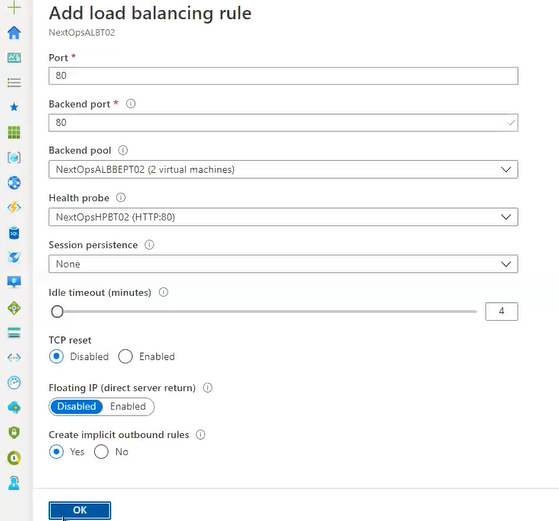 Add load balancing rule
NextOpsALBT02
Port *
80
Backend port *
80
Backend pool
NextOpsALBBEPT02 (2 virtual machines)
Health probe
NextOpsHPBT02 (HTTP:80)
Session persistence
None
Idle timeout (minutes)
4
TCP reset
Disabled Enabled
Floating IP (direct server return)
Disabled Enabled
Create implicit outbound rules
Yes No
OK